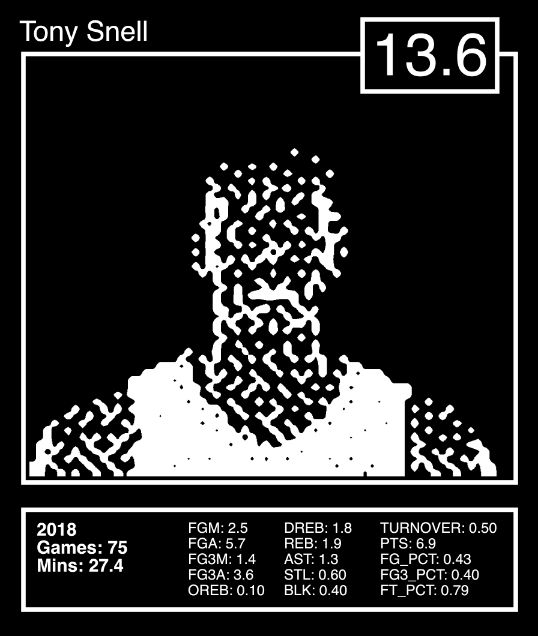 Tony Snell
13.6
2018
Games: 75
Mins: 27.4
FGM: 2.5
FGA: 5.7
FG3M: 1.4
FG3A: 3.6
OREB: 0.10
DREB: 1.8
REB: 1.9
AST: 1.3
STL: 0.60
BLK: 0.40
TURNOVER: 0.50
PTS: 6.9
FG_PCT: 0.43
FG3_PCT: 0.40
FT_PCT: 0.79